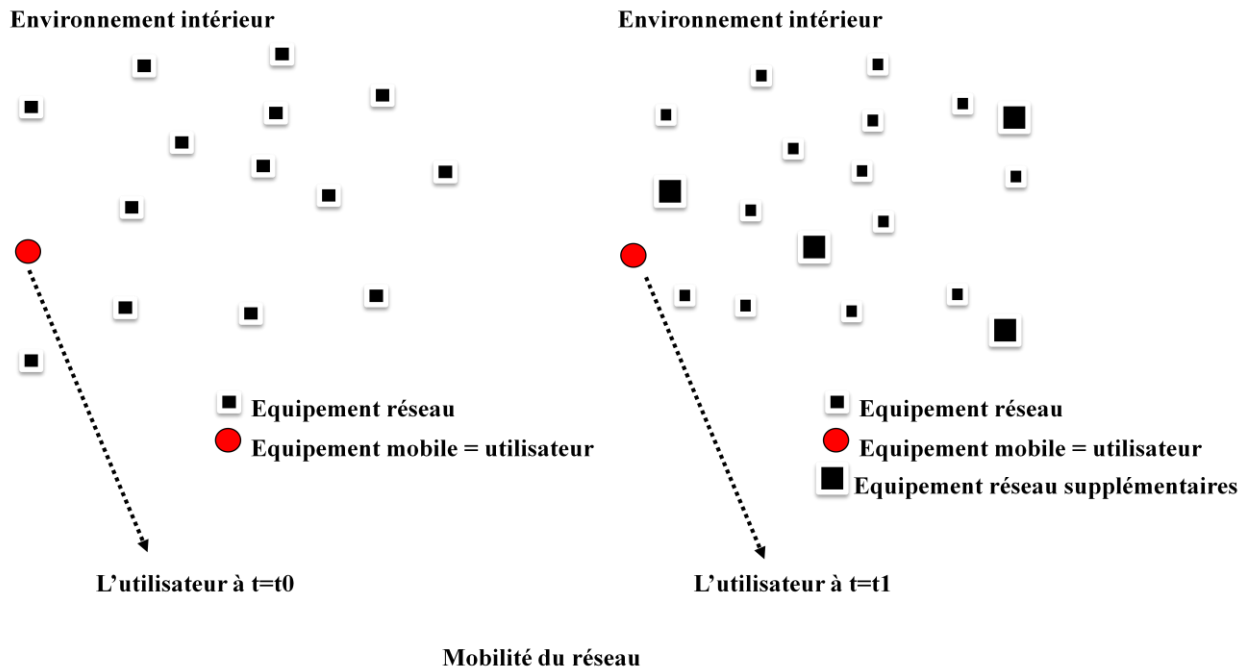 Environnement intérieur
Equipement réseau
Equipement mobile = utilisateur
L’utilisateur à t=t0
Environnement intérieur
Equipement réseau
Equipement mobile = utilisateur
Equipement réseau supplémentaires
L’utilisateur à t=t1
Mobilité du réseau